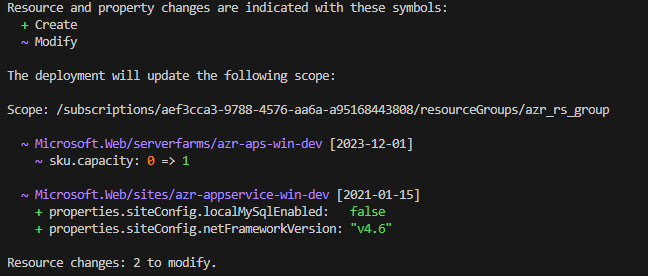 Resource and property changes are indicated with these symbols:
+ Create
~ Modify
The deployment will update the following scope:
Scope: /subscriptions/aef3cca3-9788-4576-aa6a-a95168443808/resourceGroups/azr_rs_group
~ Microsoft.Web/serverfarms/azr-aps-win-dev [2023-12-01]
~ sku.capacity: 0 => 1
~ Microsoft.Web/sites/azr-appservice-win-dev [2021-01-15]
+ properties.siteConfig.localMySqlEnabled: false
+ properties.siteConfig.netFrameworkVersion: "v4.6"
Resource changes: 2 to modify.